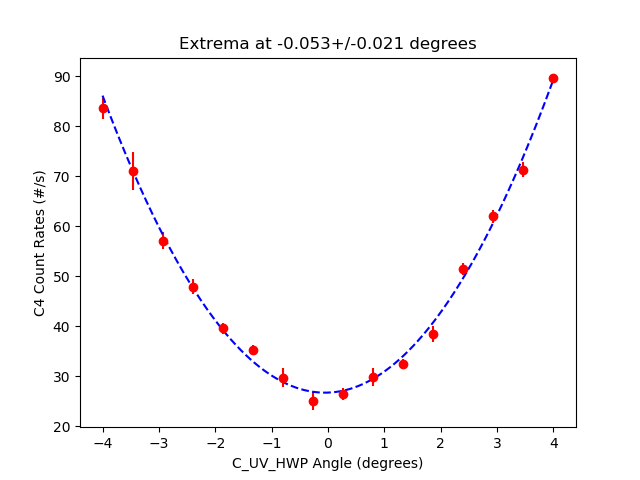 Extrema at -0.053+/-0.021 degrees
90
80
70
60
50
40
30
20
C4 Count Rates (#/s)
−4 −3 −2 −1 0 1 2 3 4
C_UV_HWP Angle (degrees)